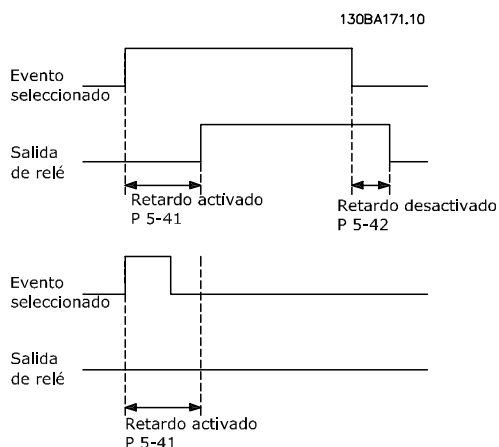 130BA171.10
Evento
seleccionado
Salida
de relé
Retardo activado
P 5-41
Retardo desactivado
P 5-42
Evento
seleccionado
Salida
de relé
Retardo activado
P 5-41